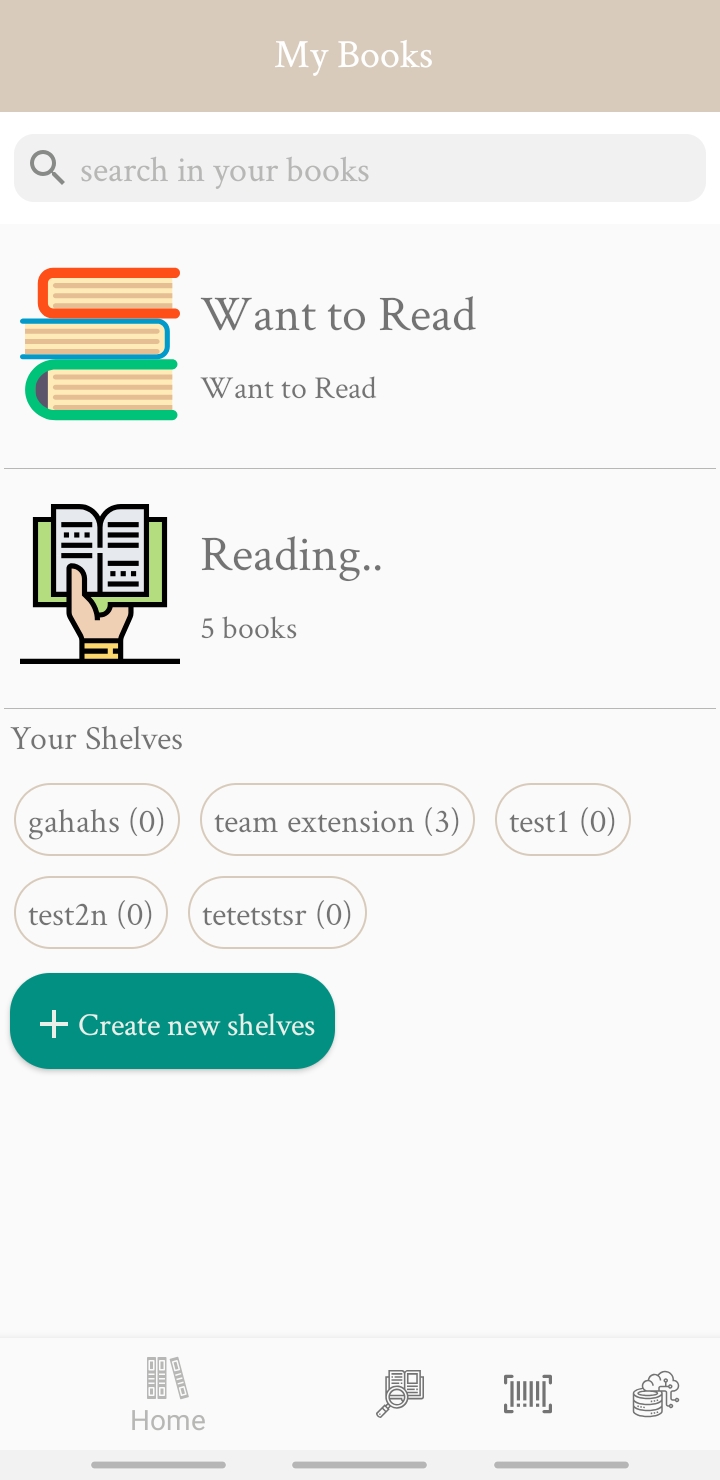 My Books
search in your books
Want to Read
Want to Read
Reading..
5 books
Your Shelves
gahahs (0) team extension (3) test1 (0)
test2n (0) tetetstsr (0)
Create new shelves
Home